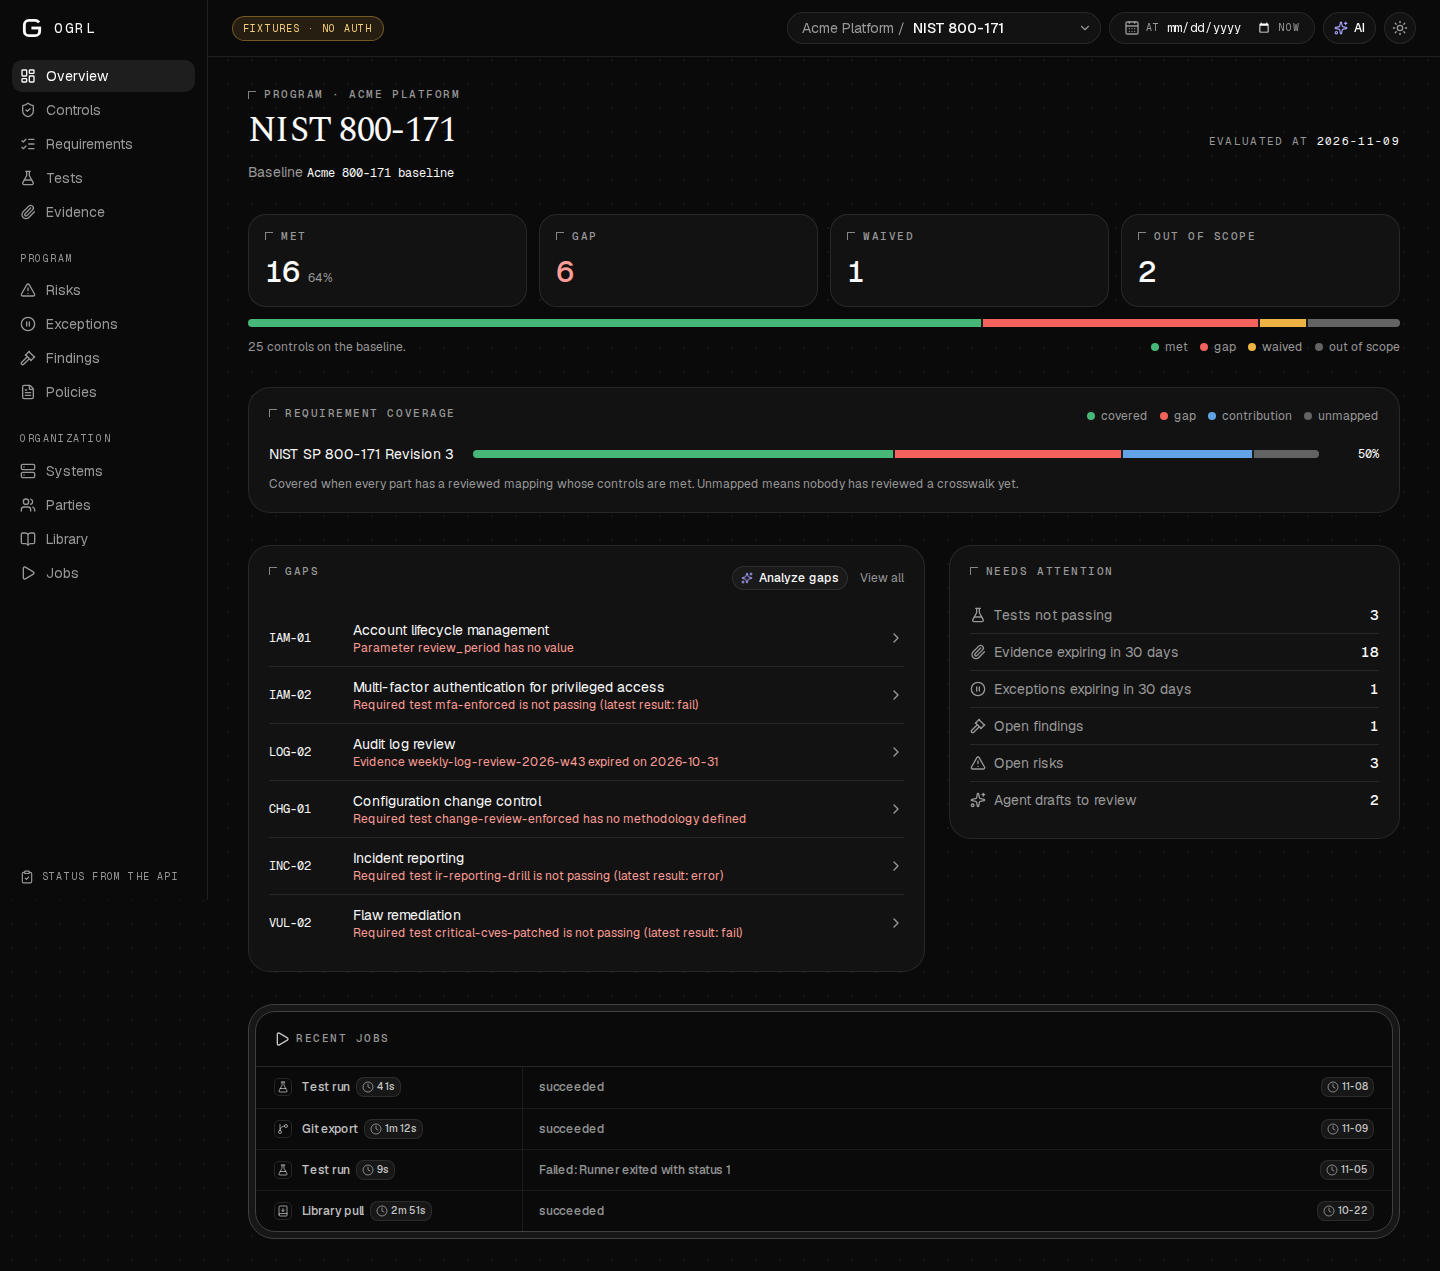 OGRL
FIXTURES · NO AUTH
Acme Platform / NIST 800-171
AT mm/dd/yyyy NOW
AI
Overview
Controls
Requirements
Tests
Evidence
PROGRAM
Risks
Exceptions
Findings
Policies
ORGANIZATION
Systems
Parties
Library
Jobs
STATUS FROM THE API
PROGRAM · ACME PLATFORM
NIST 800-171
EVALUATED AT 2026-11-09
Baseline Acme 800-171 baseline
MET
16 64%
GAP
6
WAIVED
1
OUT OF SCOPE
2
25 controls on the baseline.
met gap waived out of scope
REQUIREMENT COVERAGE
covered gap contribution unmapped
NIST SP 800-171 Revision 3 50%
Covered when every part has a reviewed mapping whose controls are met. Unmapped means nobody has reviewed a crosswalk yet.
GAPS
Analyze gaps View all
IAM-01 Account lifecycle management
Parameter review_period has no value
IAM-02 Multi-factor authentication for privileged access
Required test mfa-enforced is not passing (latest result: fail)
LOG-02 Audit log review
Evidence weekly-log-review-2026-w43 expired on 2026-10-31
CHG-01 Configuration change control
Required test change-review-enforced has no methodology defined
INC-02 Incident reporting
Required test ir-reporting-drill is not passing (latest result: error)
VUL-02 Flaw remediation
Required test critical-cves-patched is not passing (latest result: fail)
NEEDS ATTENTION
Tests not passing 3
Evidence expiring in 30 days 18
Exceptions expiring in 30 days 1
Open findings 1
Open risks 3
Agent drafts to review 2
RECENT JOBS
Test run 41s succeeded 11-08
Git export 1m 12s succeeded 11-09
Test run 9s Failed: Runner exited with status 1 11-05
Library pull 2m 51s succeeded 10-22